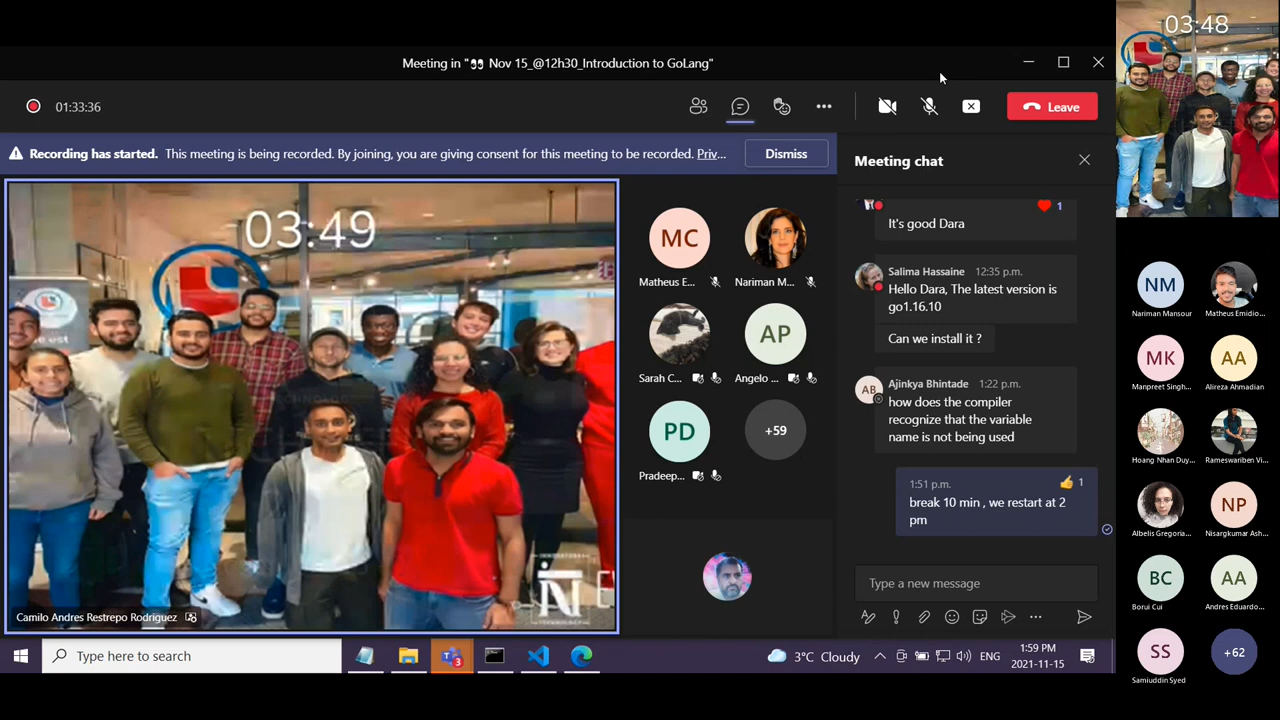 03:48
Meeting in "👀 Nov 15_@12h30_Introduction to GoLang"
01:33:36
Leave
Recording has started. This meeting is being recorded. By joining, you are giving consent for this meeting to be recorded. Priv...
Dismiss
Meeting chat
03:49
MC
Matheus E...
Nariman M...
Sarah C...
AP
Angelo ...
PD
Pradeep...
+59
Camilo Andres Restrepo Rodriguez
1
It's good Dara
Salima Hassaine 12:35 p.m.
Hello Dara, The latest version is
go1.16.10
Can we install it ?
AB
Ajinkya Bhintade 1:22 p.m.
how does the compiler
recognize that the variable
name is not being used
1:51 p.m.
1
break 10 min , we restart at 2
pm
Type a new message
NM
Nariman Mansour
Matheus Emidio...
MK
Manpreet Singh...
AA
Alireza Ahmadian
Hoang Nhan Duy...
Rameswariben Vi...
Albelis Gregoria...
NP
Nisargkumar Ash...
BC
Borui Cui
AA
Andres Eduardo...
SS
Samiuddin Syed
+62
Type here to search
3
3°C Cloudy
ENG
1:59 PM
2021-11-15